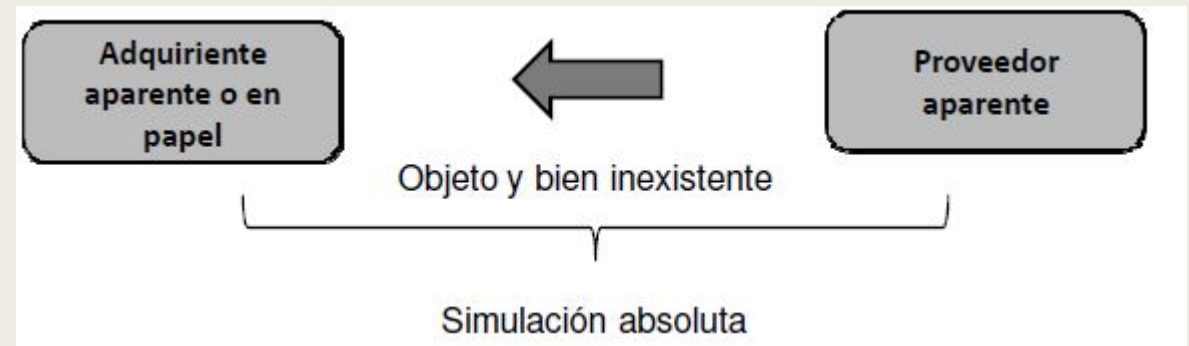 Adquiriente
aparente o en
papel
Proveedor
aparente
Objeto y bien inexistente
Simulación absoluta